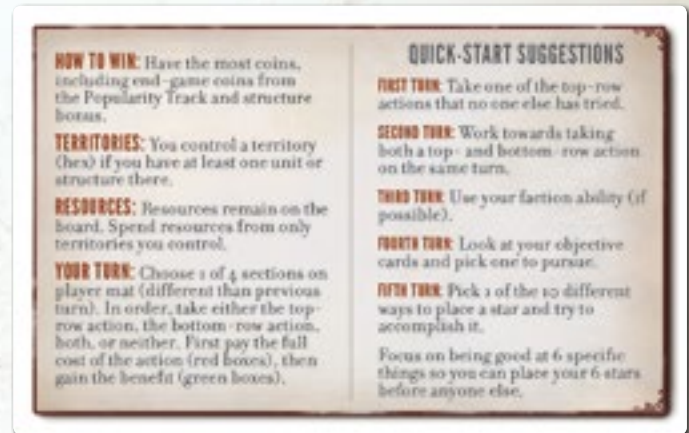 HOW TO WIN: Have the most coins,
including end-game coins from
the Popularity Track and structure
bonus.
TERRITORIES: You control a territory
(hex) if you have at least one unit or
structure there.
RESOURCES: Resources remain on the
board. Spend resources from only
territories you control.
YOUR TURN: Choose 1 of 4 sections on
player mat (different than previous
turn). In order, take either the top-
row action, the bottom-row action,
both, or neither. First pay the full
cost of the action (red boxes), then
gain the benefit (green boxes).
QUICK-START SUGGESTIONS
FIRST TURN: Take one of the top-row
actions that no one else has tried.
SECOND TURN: Work towards taking
both a top- and bottom-row action
on the same turn.
THIRD TURN: Use your faction ability (if
possible).
FOURTH TURN: Look at your objective
cards and pick one to pursue.
FIFTH TURN: Pick 1 of the 10 different
ways to place a star and try to
accomplish it.
Focus on being good at 6 specific
things so you can place your 6 stars
before anyone else.